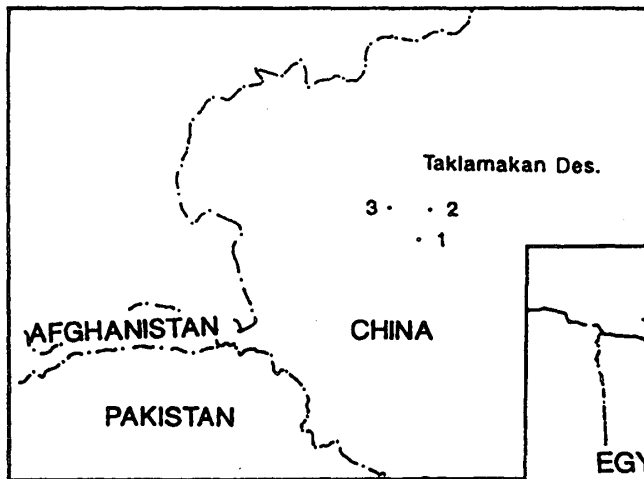 Taklamakan Des.
3 · · 2
· 1
AFGHANISTAN
CHINA
PAKISTAN
EGY